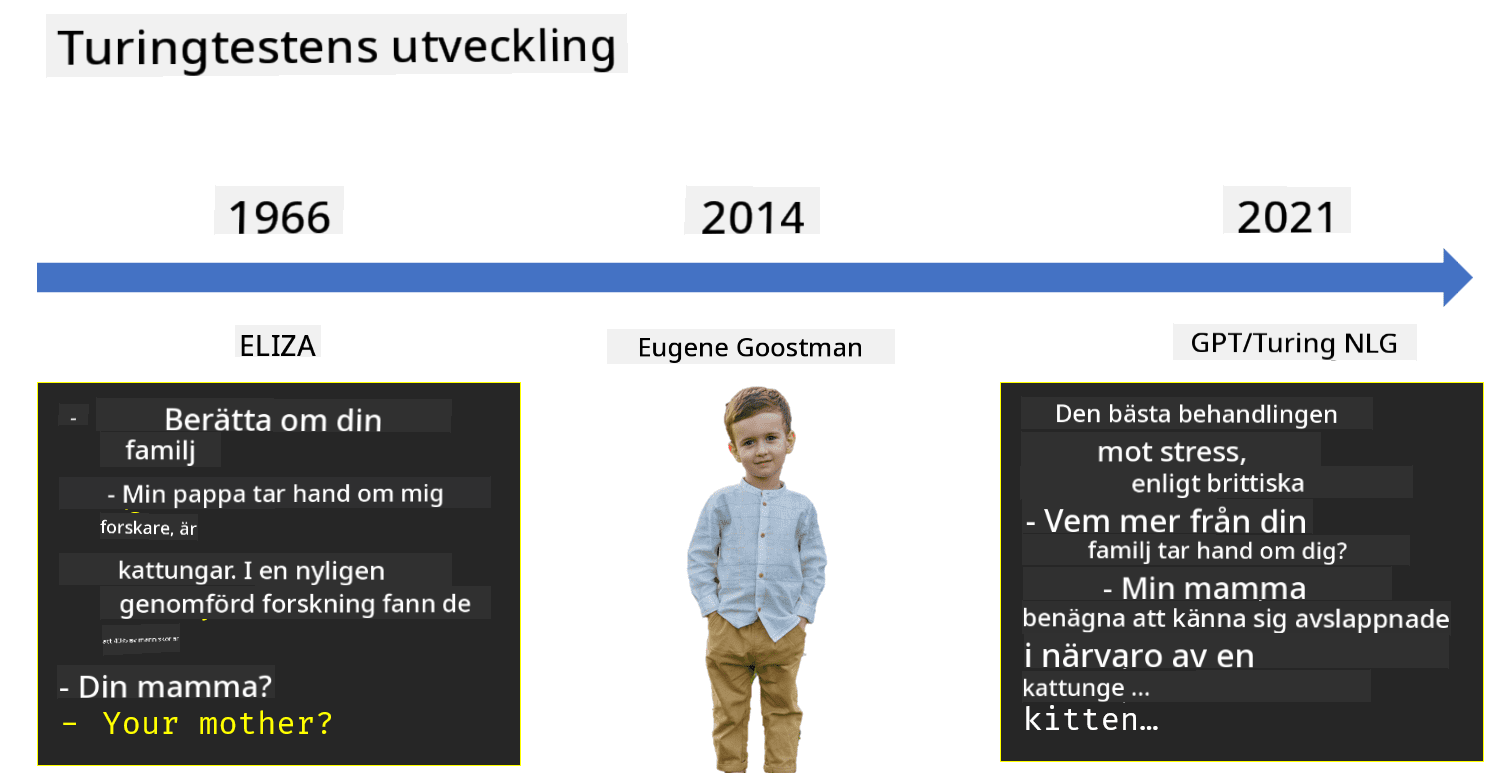 Turingtestens utveckling
1966
2014
2021
ELIZA
Eugene Goostman
GPT/Turing NLG
- Berätta om din
familj
- Min pappa tar hand om mig
forskare, är
kattungar. I en nyligen
genomförd forskning fann de
- Din mamma?
- Your mother?
Den bästa behandlingen
mot stress,
enligt brittiska
- Vem mer från din
familj tar hand om dig?
- Min mamma
benägna att känna sig avslappnade
i närvaro av en
kattunge ...
kitten…